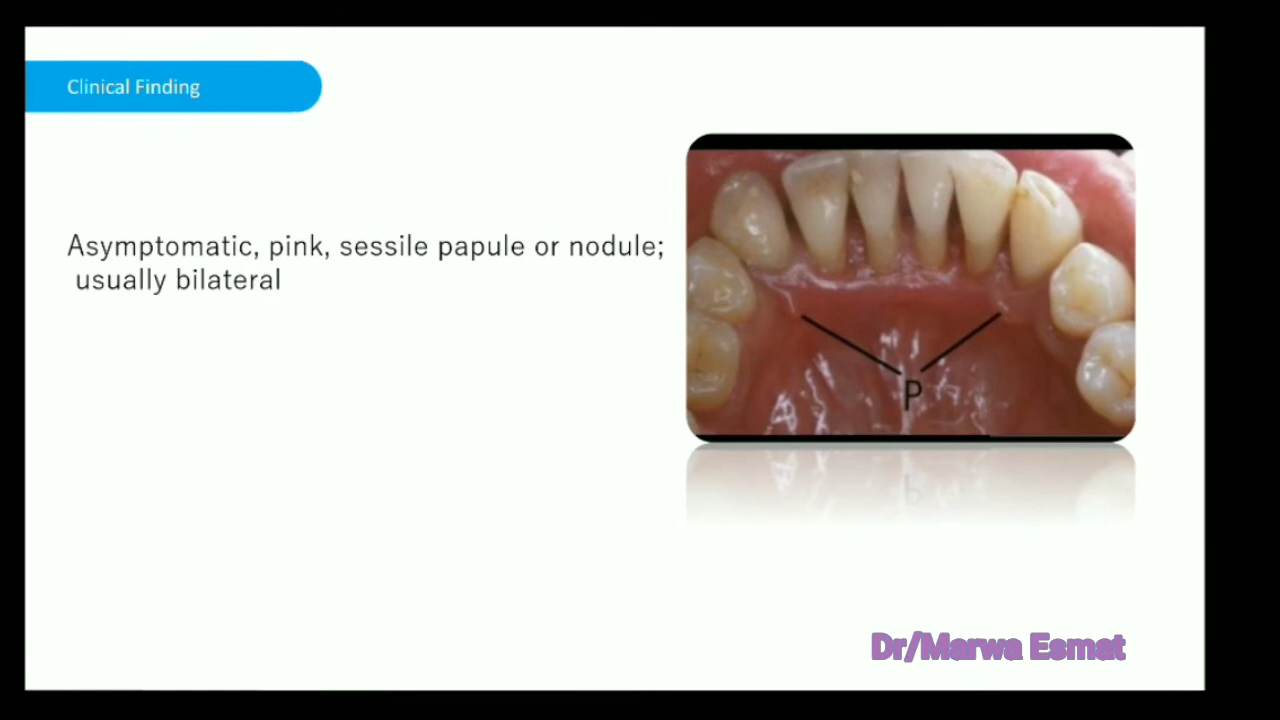 Clinical Finding
Asymptomatic, pink, sessile papule or nodule;
usually bilateral
P
Dr/Marwa Esmat